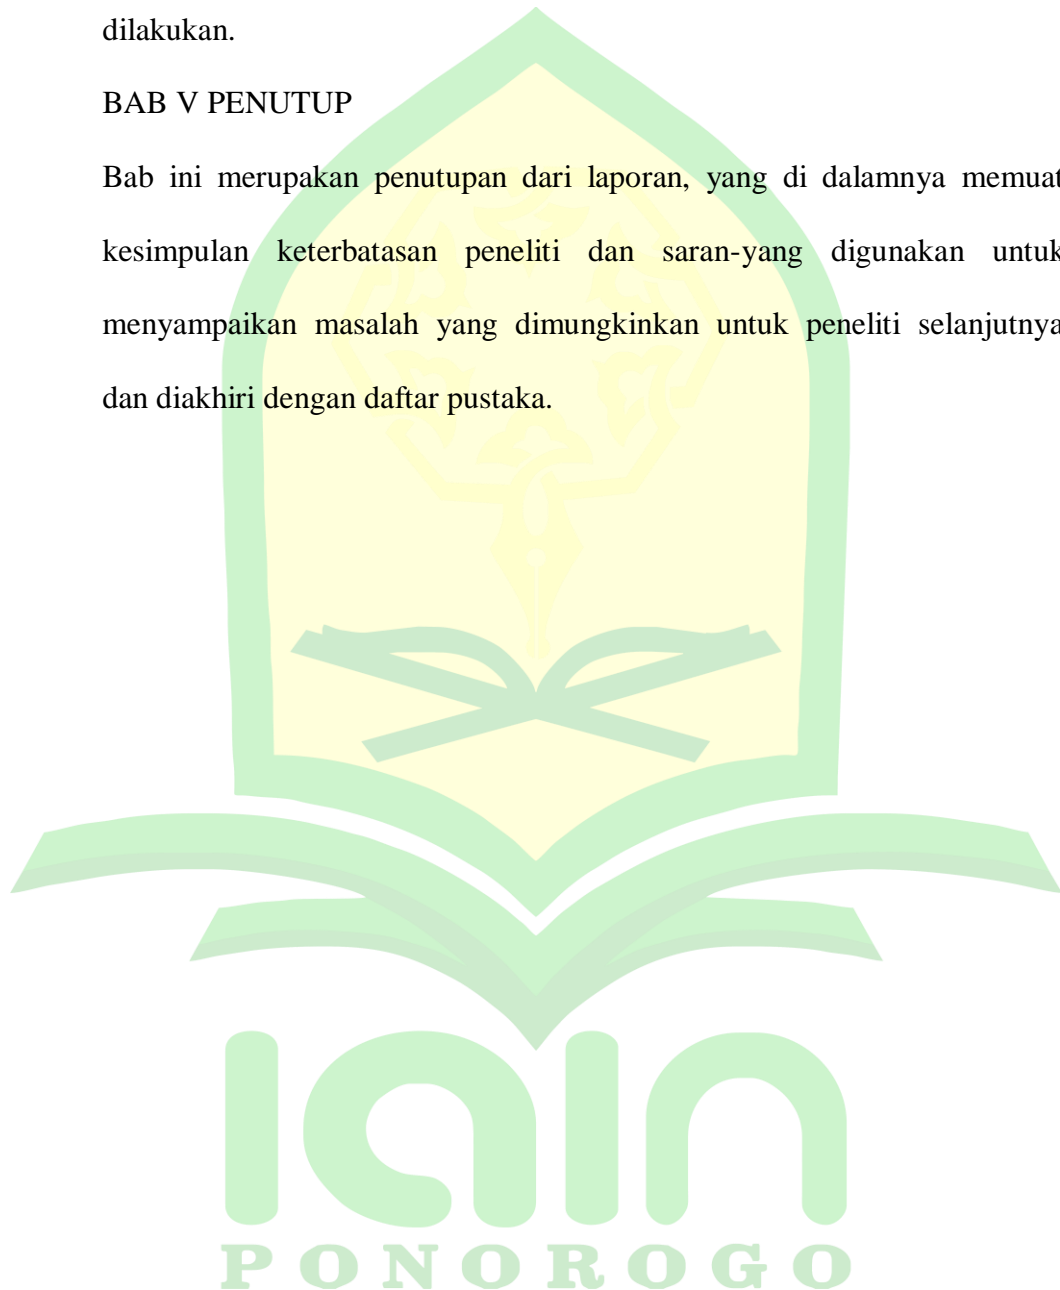 dilakukan.
BAB V PENUTUP
Bab ini merupakan penutupan dari laporan, yang di dalamnya memuat
kesimpulan keterbatasan peneliti dan saran-yang digunakan untuk
menyampaikan masalah yang dimungkinkan untuk peneliti selanjutnya
dan diakhiri dengan daftar pustaka.
iain
PONOROGO